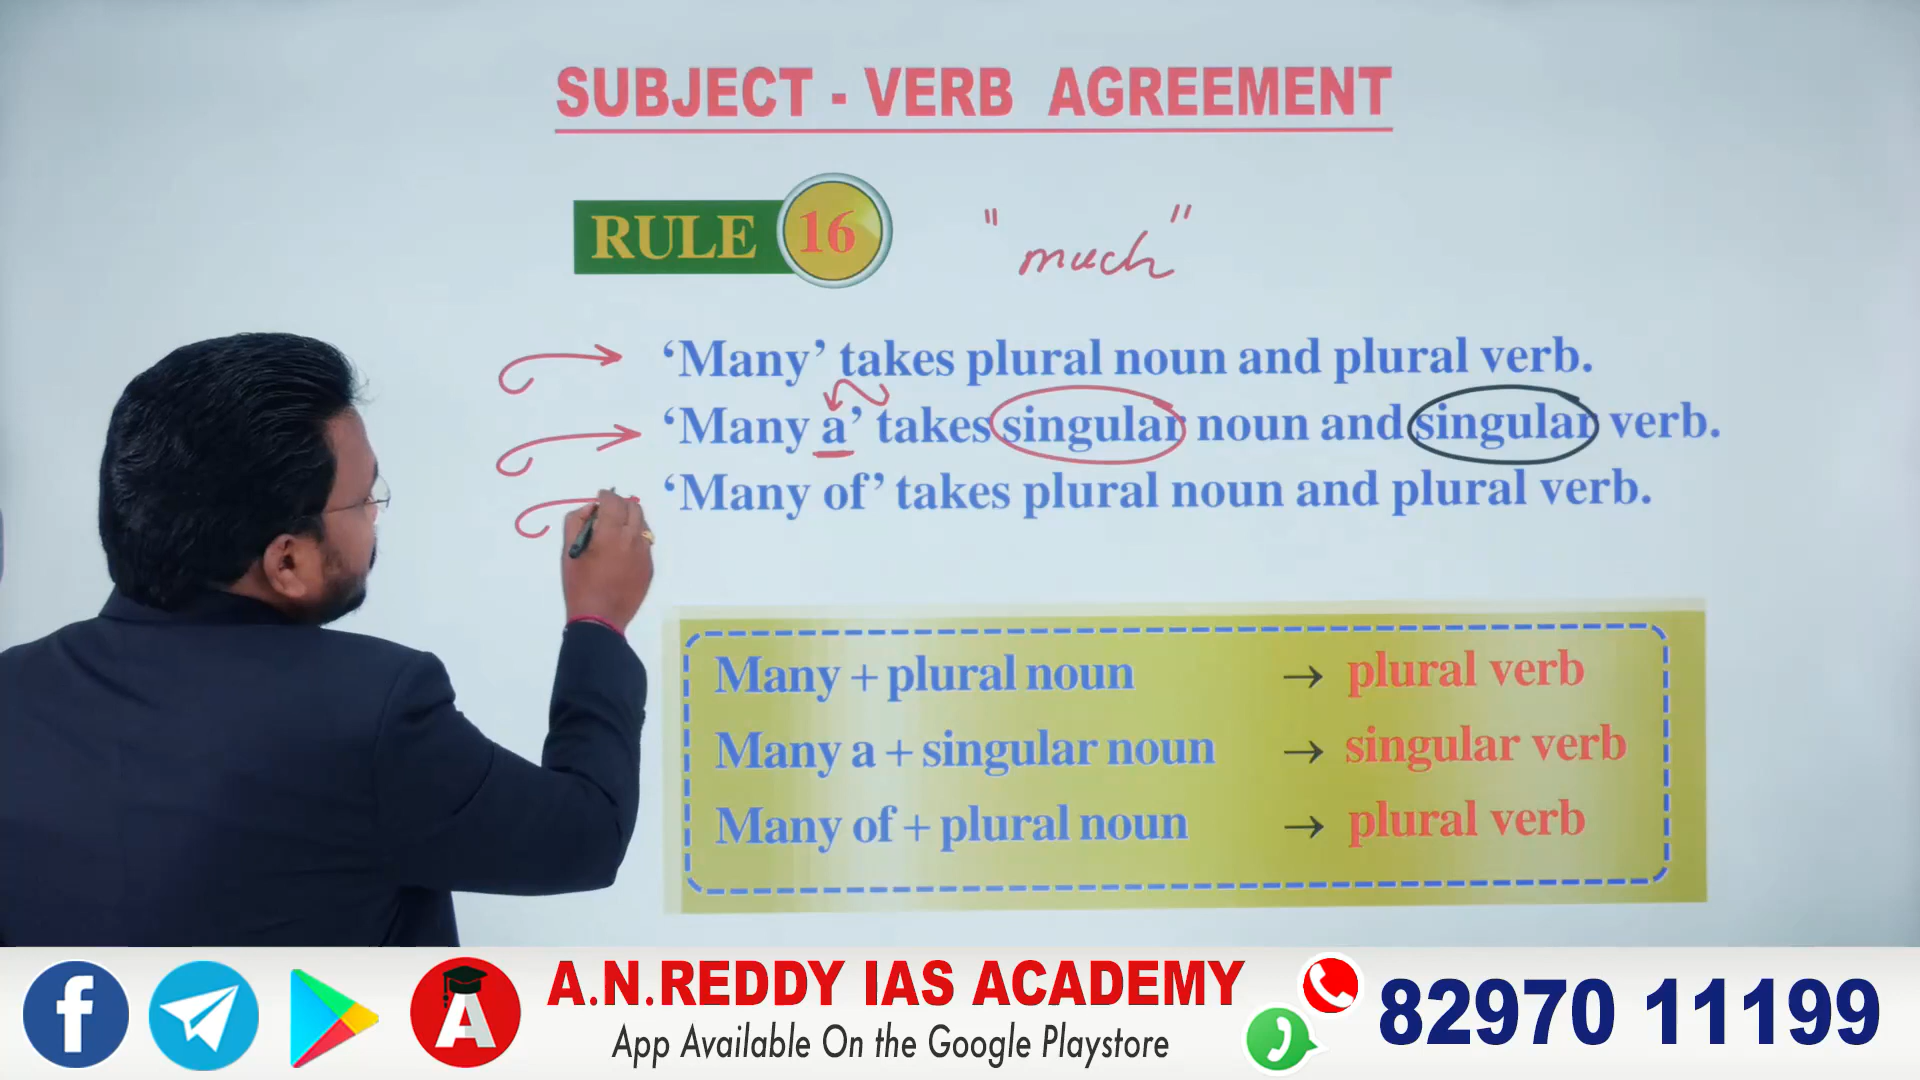 SUBJECT - VERB AGREEMENT
RULE 16
"much"
‘Many’ takes plural noun and plural verb.
‘Many a’ takes singular noun and singular verb.
‘Many of’ takes plural noun and plural verb.
Many + plural noun → plural verb
Many a + singular noun → singular verb
Many of + plural noun → plural verb
f
A
A.N.REDDY IAS ACADEMY
App Available On the Google Playstore
82970 11199